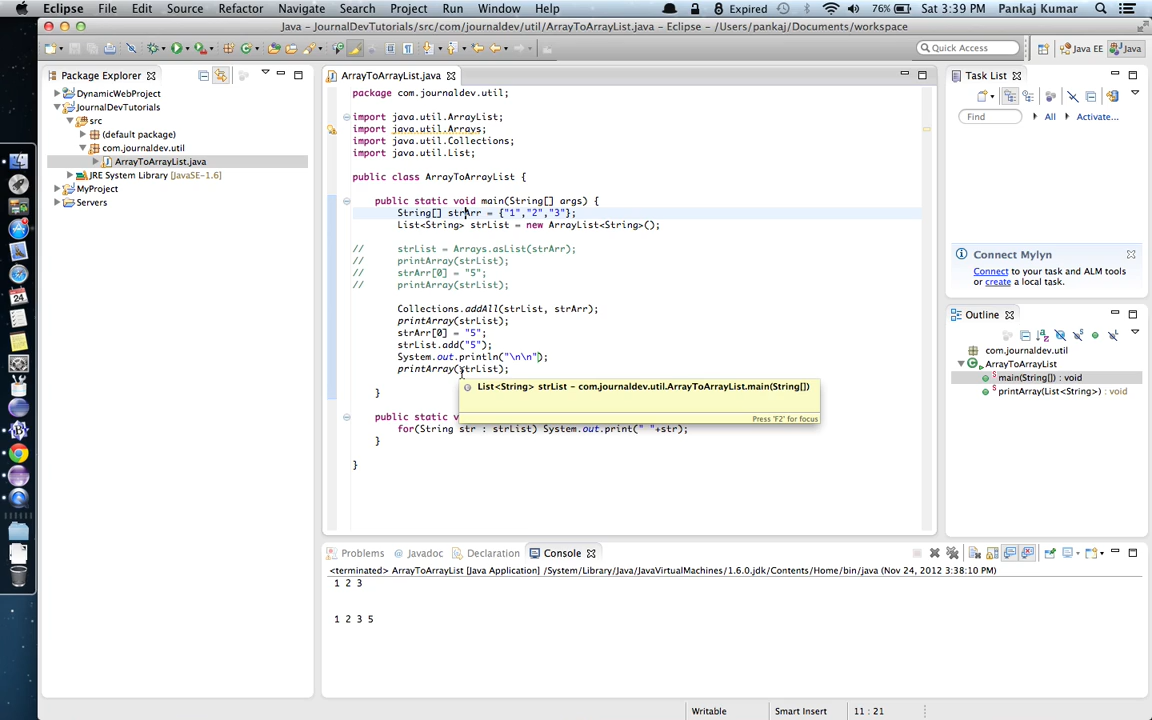 Eclipse File Edit Source Refactor Navigate Search Project Run Window Help Expired 76% Sat 3:39 PM Pankaj Kumar
Java – JournalDevTutorials/src/com/journaldev/util/ArrayToArrayList.java – Eclipse – /Users/pankaj/Documents/workspace
Quick Access Java EE Java
Package Explorer
DynamicWebProject
JournalDevTutorials
src
(default package)
com.journaldev.util
ArrayToArrayList.java
JRE System Library [JavaSE-1.6]
MyProject
Servers
ArrayToArrayList.java
package com.journaldev.util;
import java.util.ArrayList;
import java.util.Arrays;
import java.util.Collections;
import java.util.List;
public class ArrayToArrayList {
public static void main(String[] args) {
String[] strArr = {"1","2","3"};
List<String> strList = new ArrayList<String>();
// strList = Arrays.asList(strArr);
// printArray(strList);
// strArr[0] = "5";
// printArray(strList);
Collections.addAll(strList, strArr);
printArray(strList);
strArr[0] = "5";
strList.add("5");
System.out.println("\n\n");
printArray(strList);
List<String> strList – com.journaldev.util.ArrayToArrayList.main(String[])
Press 'F2' for focus
}
public static v
for(String str : strList) System.out.print(" "+str);
}
}
Task List
Find All Activate...
Connect Mylyn
Connect to your task and ALM tools
or create a local task.
Outline
com.journaldev.util
ArrayToArrayList
main(String[]) : void
printArray(List<String>) : void
Problems Javadoc Declaration Console
<terminated> ArrayToArrayList [Java Application] /System/Library/Java/JavaVirtualMachines/1.6.0.jdk/Contents/Home/bin/java (Nov 24, 2012 3:38:10 PM)
1 2 3
1 2 3 5
Writable Smart Insert 11 : 21